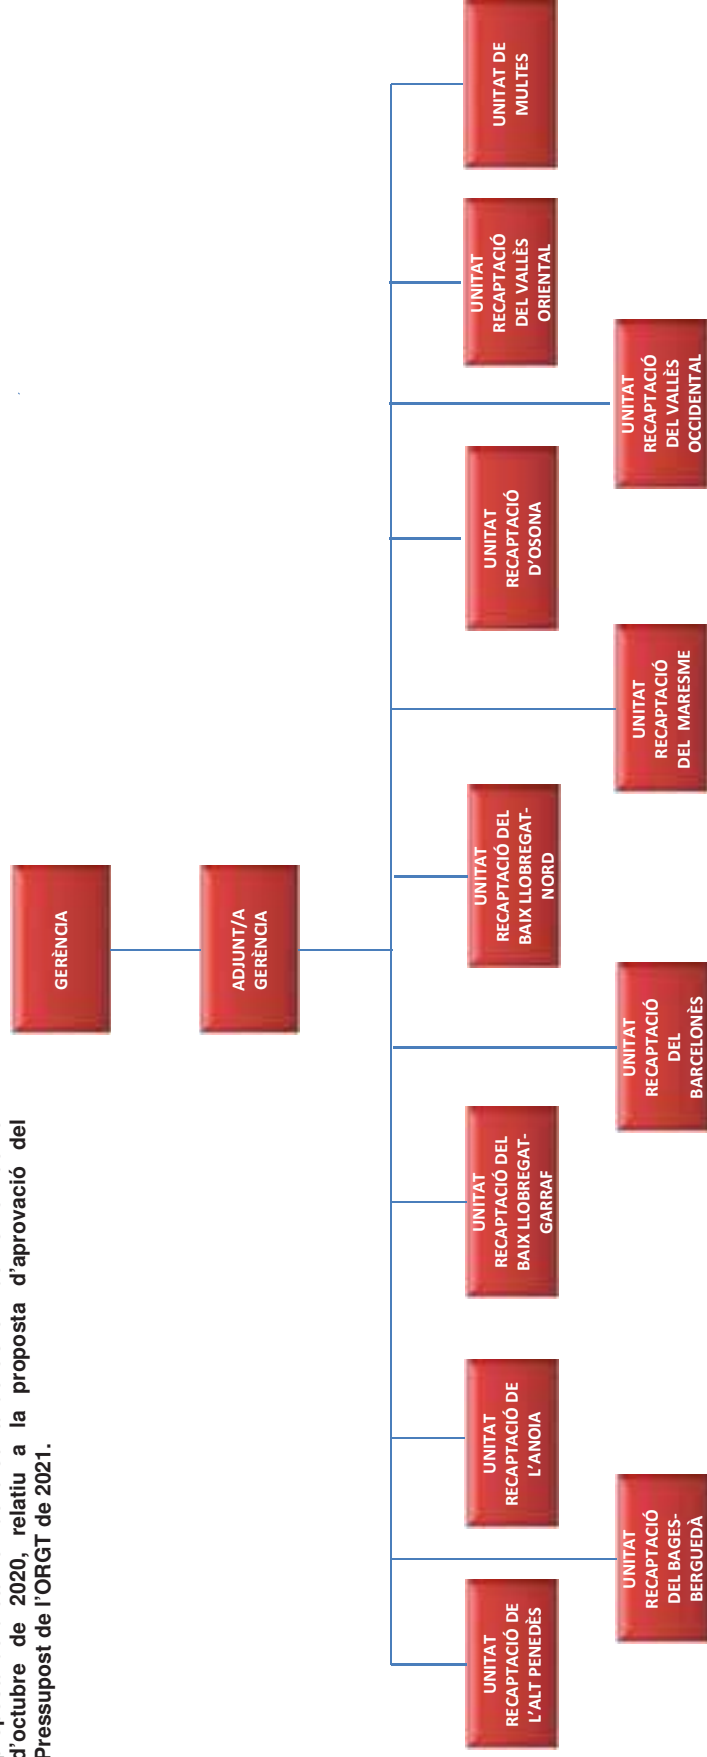 d'octubre de 2020, relatiu a la proposta d'aprovació del
Pressupost de l'ORGT de 2021.
GERÈNCIA
ADJUNT/A
GERÈNCIA
UNITAT
RECAPTACIÓ DE
L'ALT PENEDÈS
UNITAT
RECAPTACIÓ DE
L'ANOIA
UNITAT
RECAPTACIÓ DEL
BAIX LLOBREGAT-
GARRAF
UNITAT
RECAPTACIÓ DEL
BAIX LLOBREGAT-
NORD
UNITAT
RECAPTACIÓ
D'OSONA
UNITAT
RECAPTACIÓ
DEL VALLÈS
ORIENTAL
UNITAT DE
MULTES
UNITAT
RECAPTACIÓ
DEL BAGES-
BERGUEDÀ
UNITAT
RECAPTACIÓ
DEL
BARCELONÈS
UNITAT
RECAPTACIÓ
DEL MARESME
UNITAT
RECAPTACIÓ
DEL VALLÈS
OCCIDENTAL